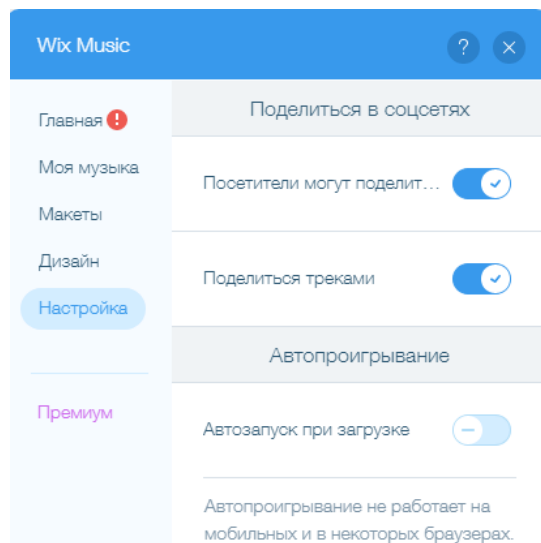 Wix Music
?
Главная !
Моя музыка
Макеты
Дизайн
Настройка
Премиум
Поделиться в соцсетях
Посетители могут поделит...
Поделиться треками
Автопроигрывание
Автозапуск при загрузке
Автопроигрывание не работает на
мобильных и в некоторых браузерах.